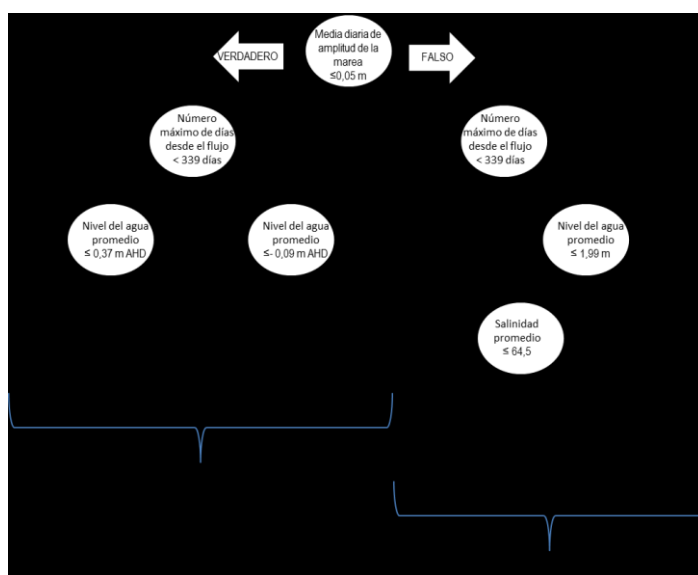 Media diaria de
amplitud de la
marea
≤0,05 m
VERDADERO
FALSO
Número
máximo de días
desde el flujo
< 339 días
Número
máximo de días
desde el flujo
< 339 días
Nivel del agua
promedio
≤ 0,37 m AHD
Nivel del agua
promedio
≤- 0,09 m AHD
Nivel del agua
promedio
≤ 1,99 m
Salinidad
promedio
≤ 64,5